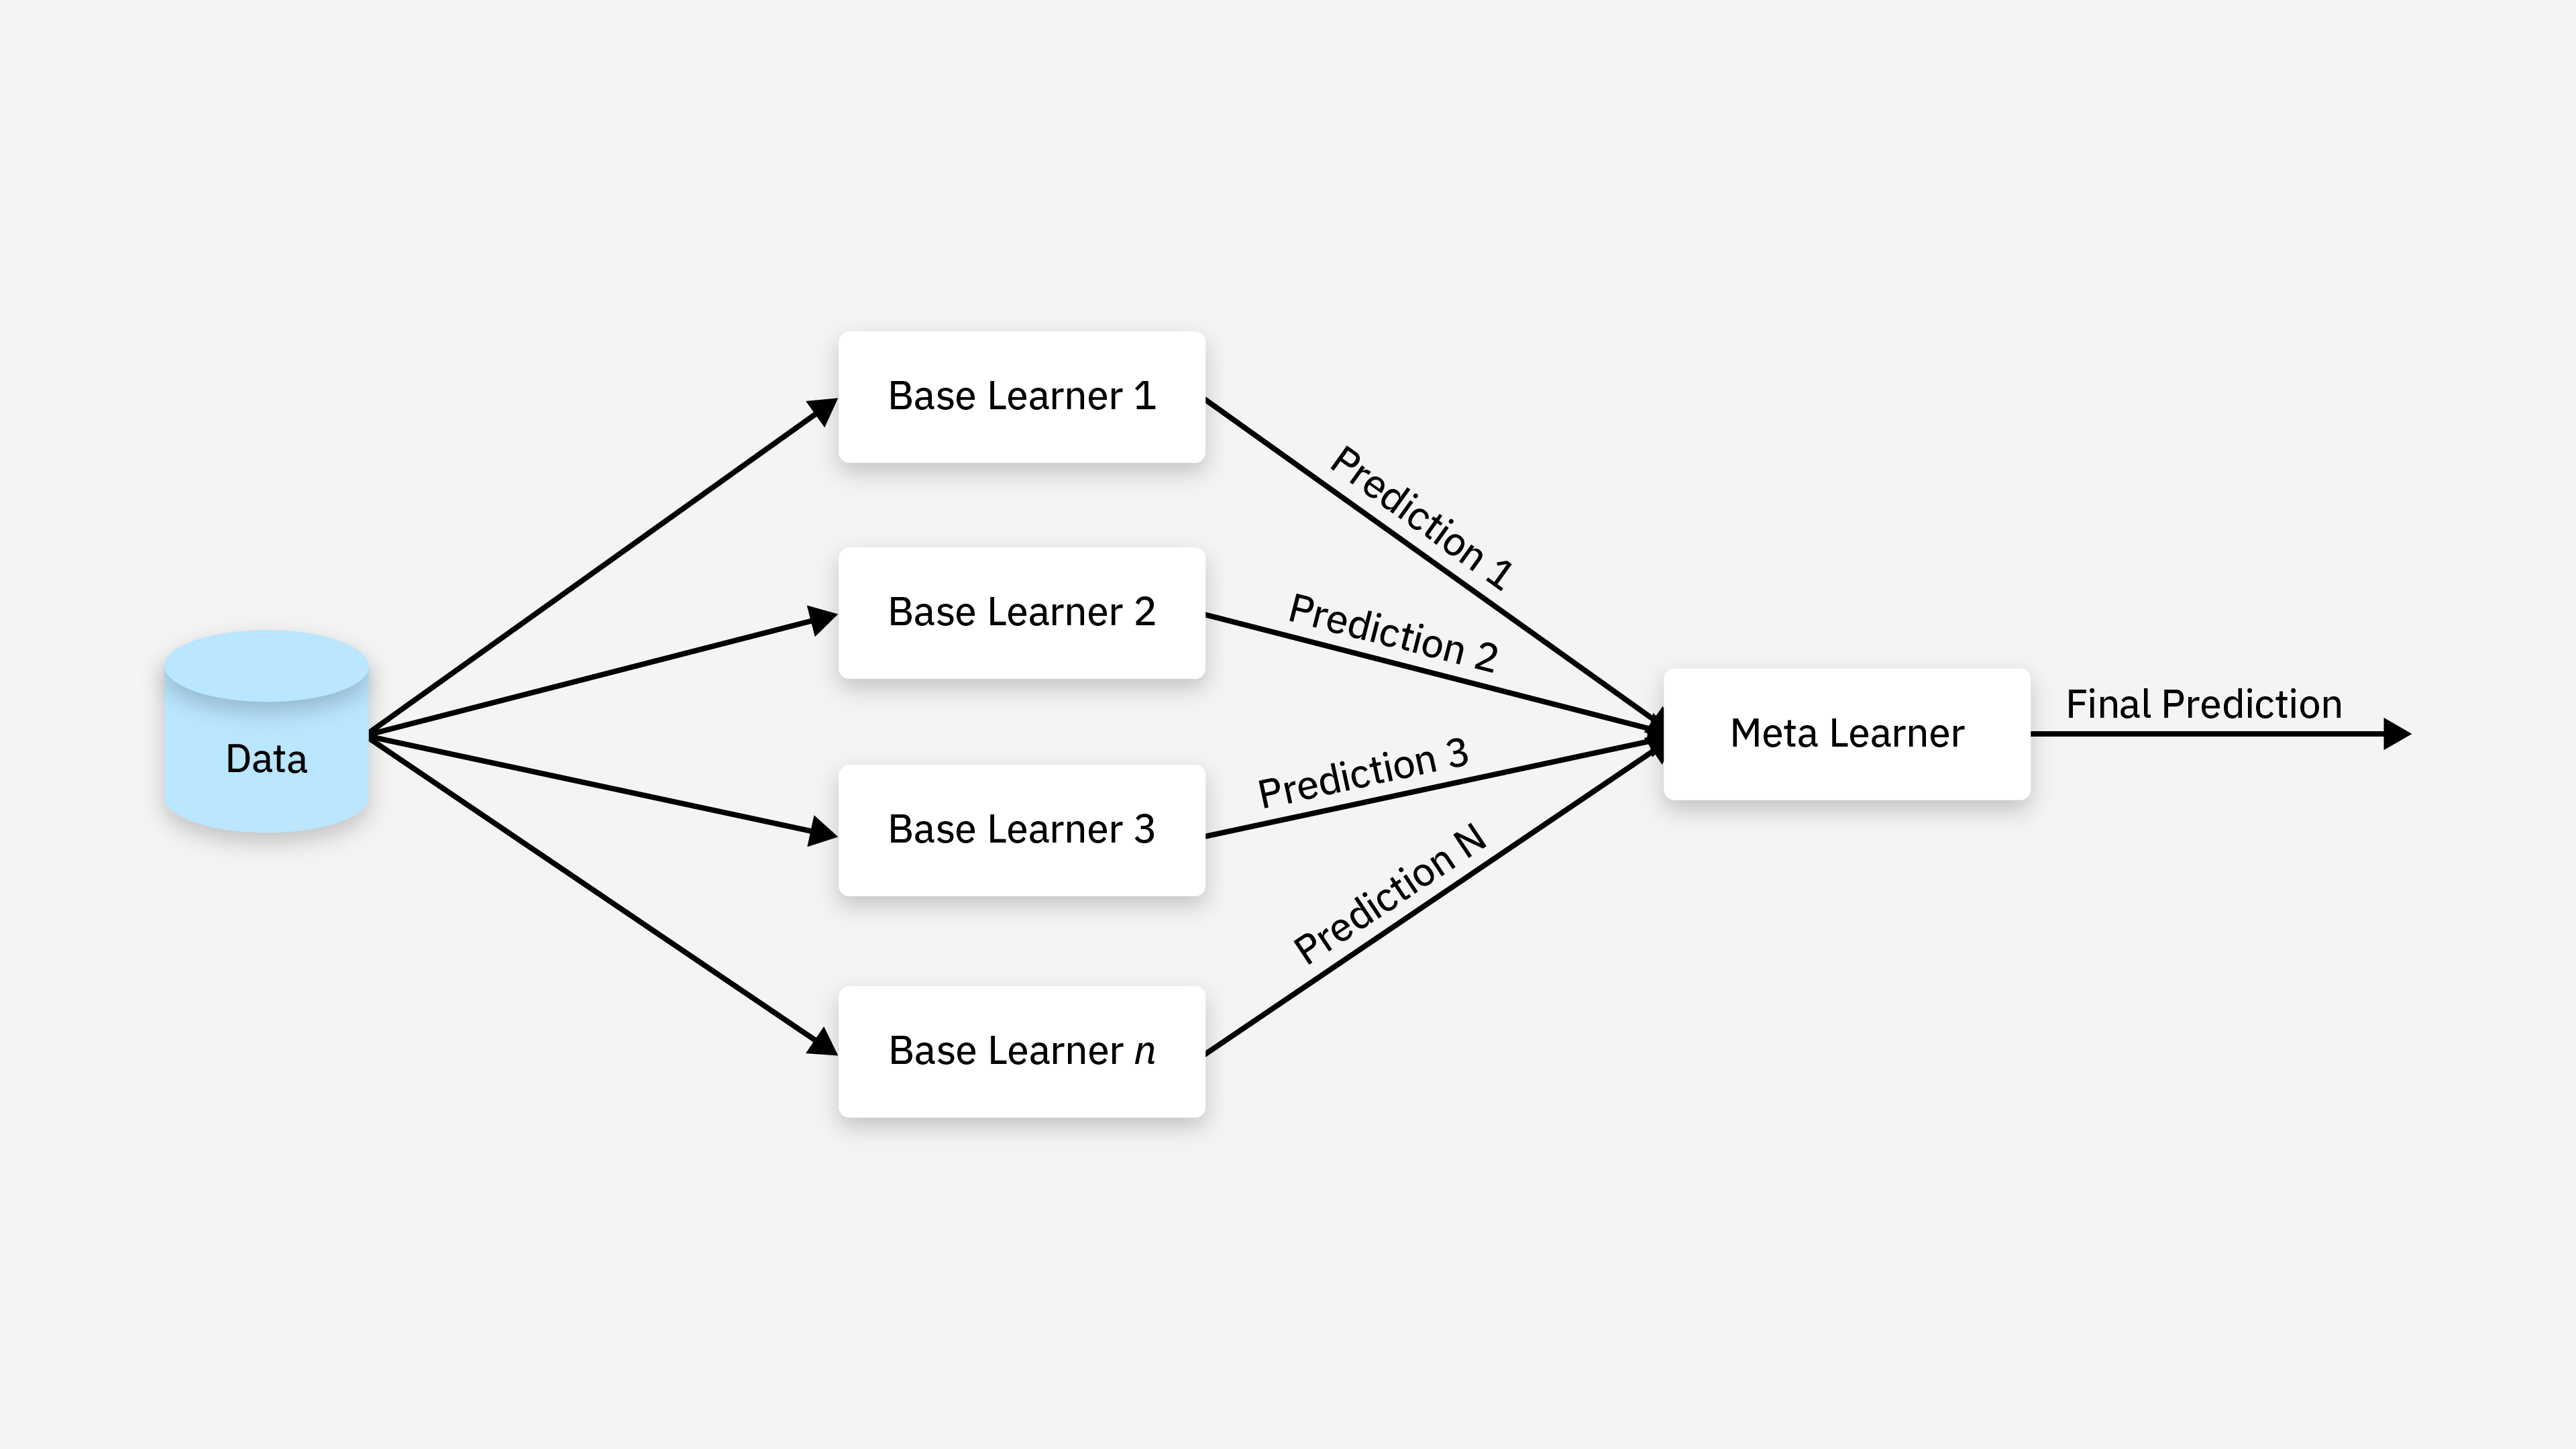 Data
Base Learner 1
Base Learner 2
Base Learner 3
Base Learner n
Prediction 1
Prediction 2
Prediction 3
Prediction N
Meta Learner
Final Prediction